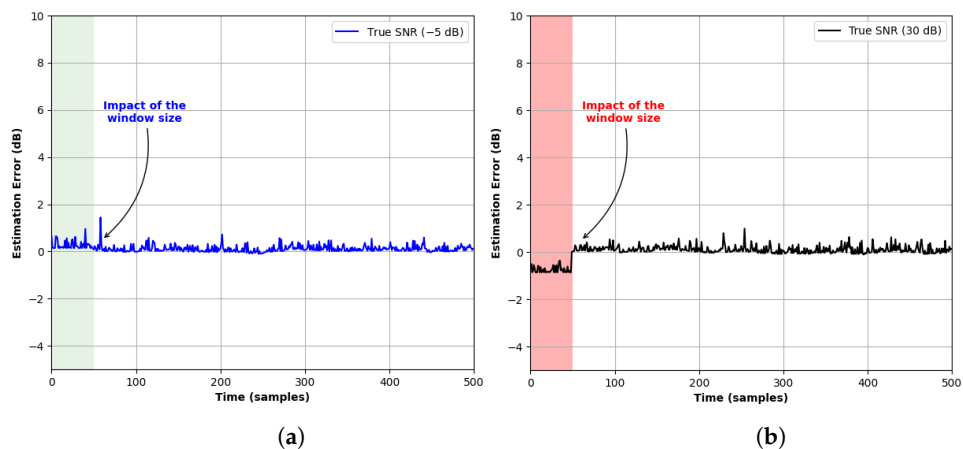 10
8
6
4
2
0
−2
−4
Estimation Error (dB)
True SNR (−5 dB)
Impact of the
window size
0
100
200
300
400
500
Time (samples)
(a)
10
8
6
4
2
0
−2
−4
Estimation Error (dB)
True SNR (30 dB)
Impact of the
window size
0
100
200
300
400
500
Time (samples)
(b)